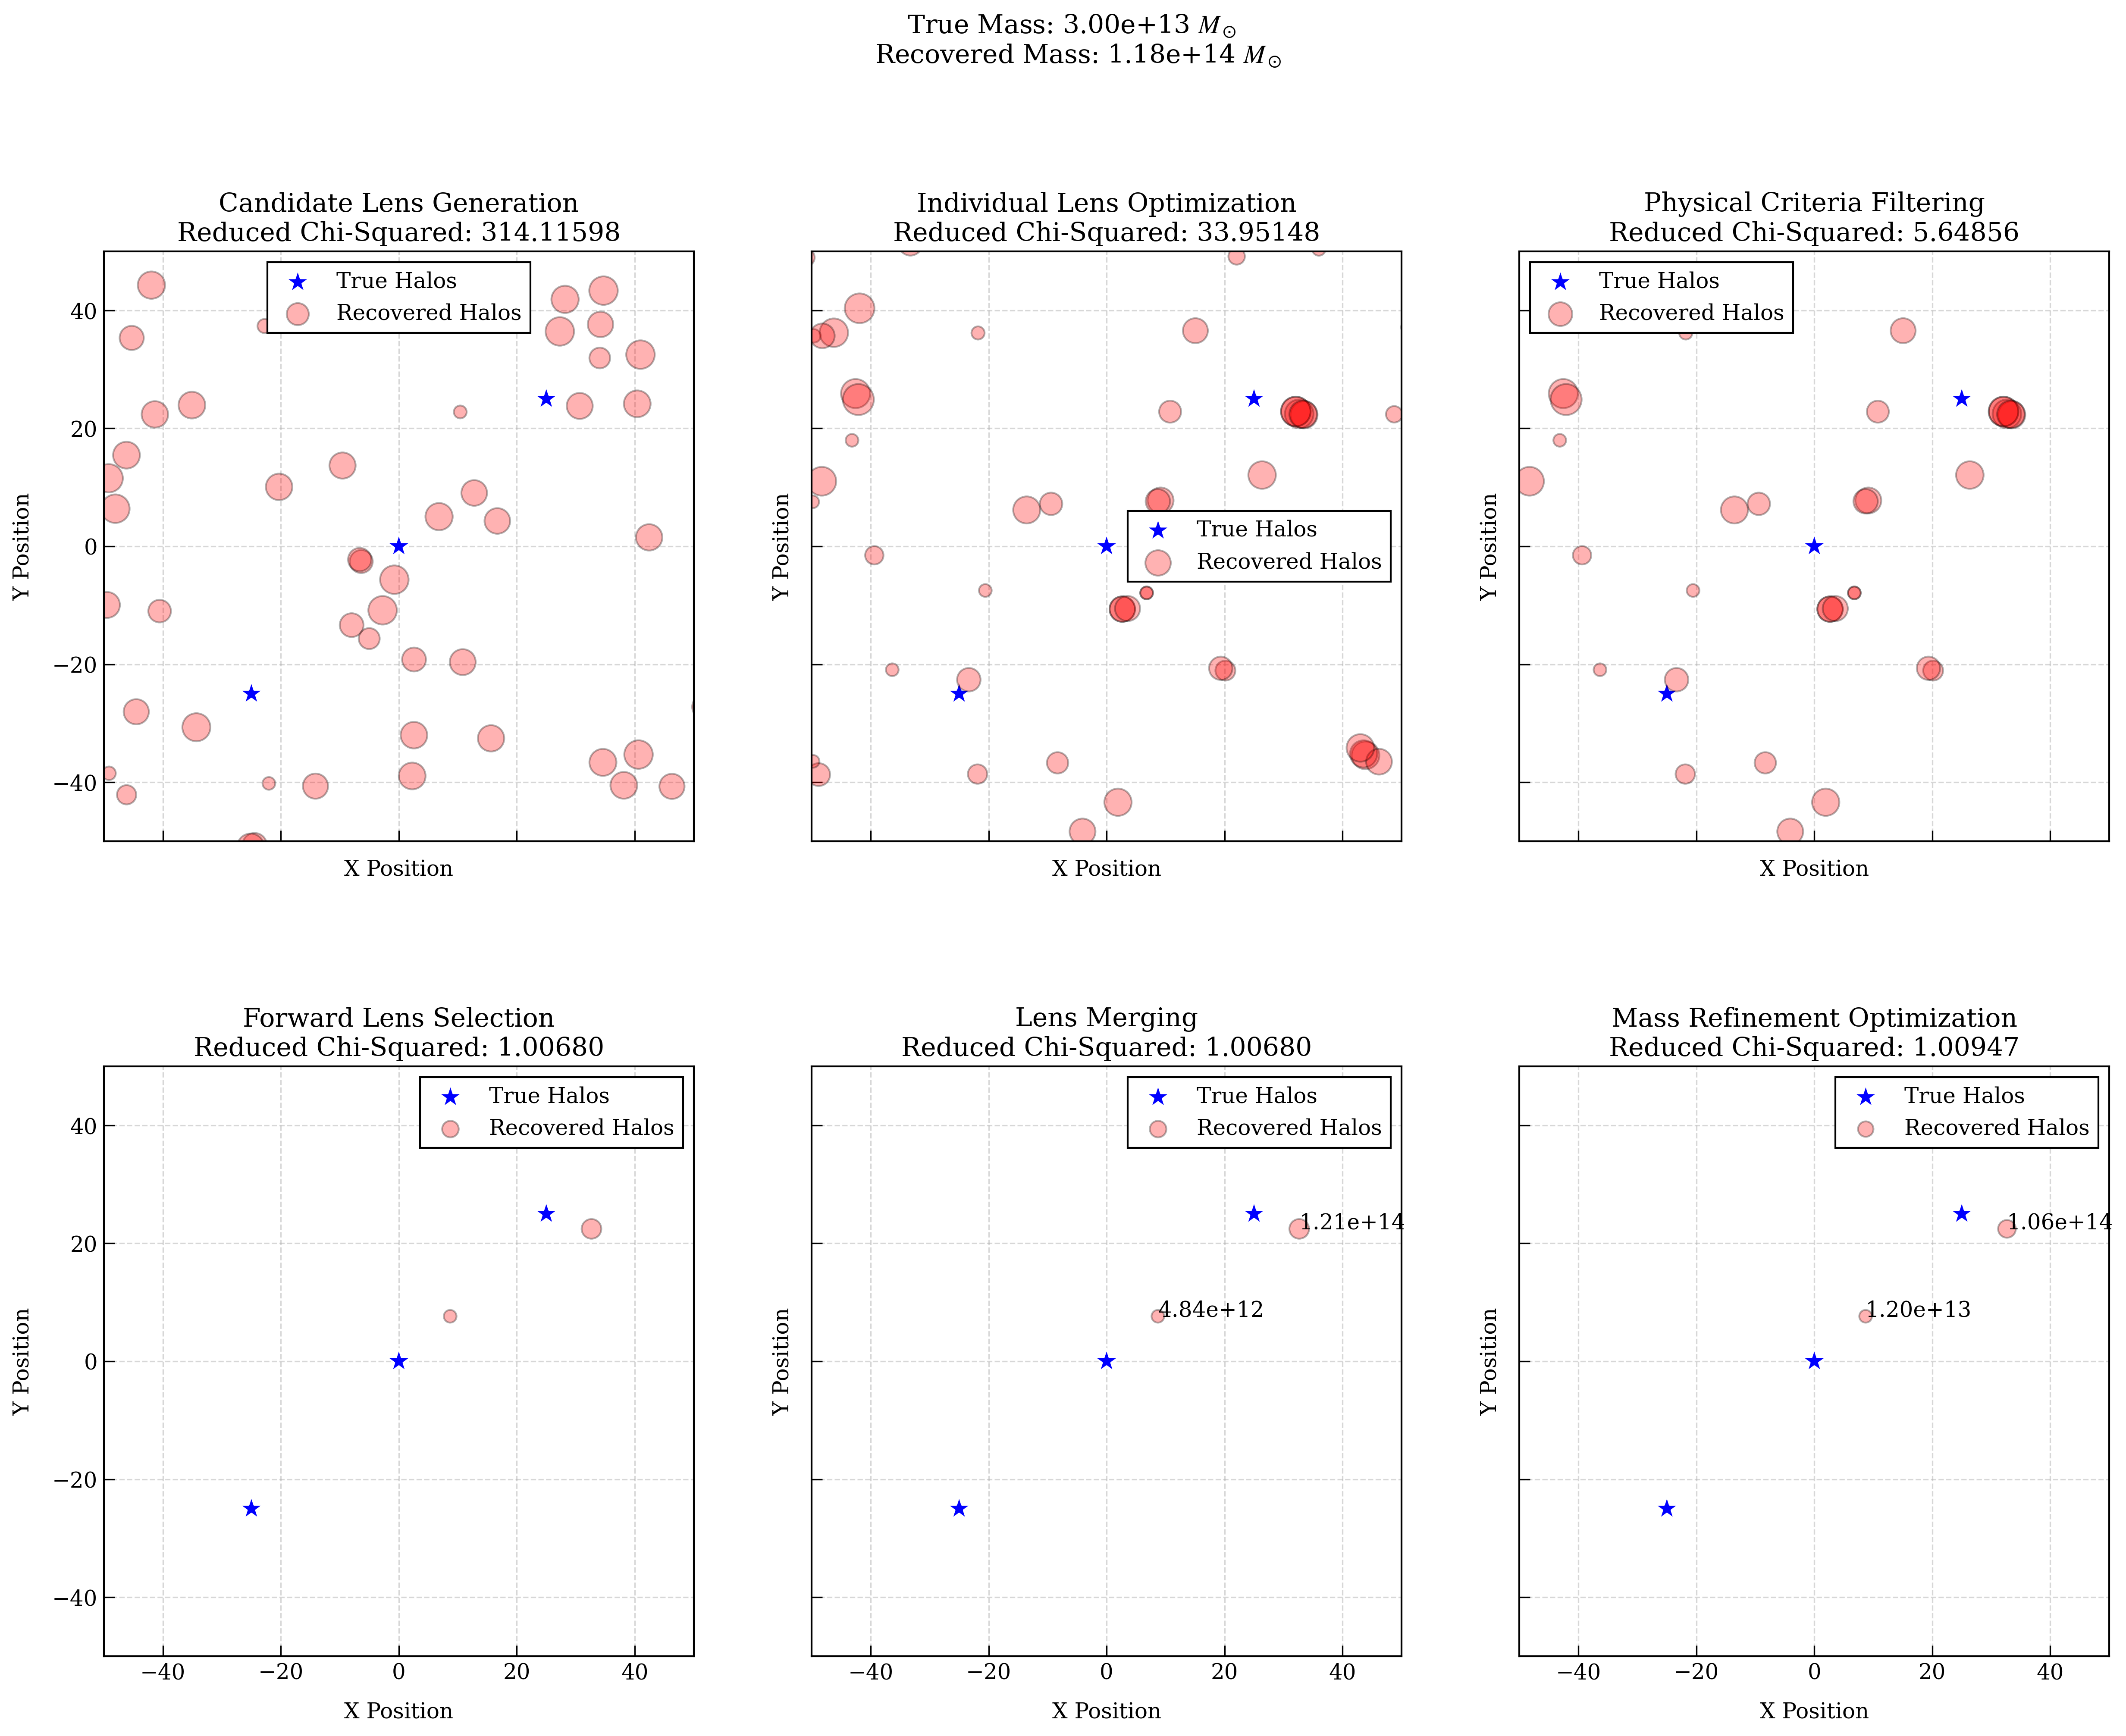 True Mass: 3.00e+13 M⊙
Recovered Mass: 1.18e+14 M⊙
Candidate Lens Generation
Reduced Chi-Squared: 314.11598
True Halos
Recovered Halos
40
20
0
−20
−40
Y Position
X Position
Individual Lens Optimization
Reduced Chi-Squared: 33.95148
True Halos
Recovered Halos
Y Position
X Position
Physical Criteria Filtering
Reduced Chi-Squared: 5.64856
True Halos
Recovered Halos
Y Position
X Position
Forward Lens Selection
Reduced Chi-Squared: 1.00680
True Halos
Recovered Halos
40
20
0
−20
−40
Y Position
−40 −20 0 20 40
X Position
Lens Merging
Reduced Chi-Squared: 1.00680
True Halos
Recovered Halos
1.21e+14
4.84e+12
Y Position
−40 −20 0 20 40
X Position
Mass Refinement Optimization
Reduced Chi-Squared: 1.00947
True Halos
Recovered Halos
1.06e+14
1.20e+13
Y Position
−40 −20 0 20 40
X Position